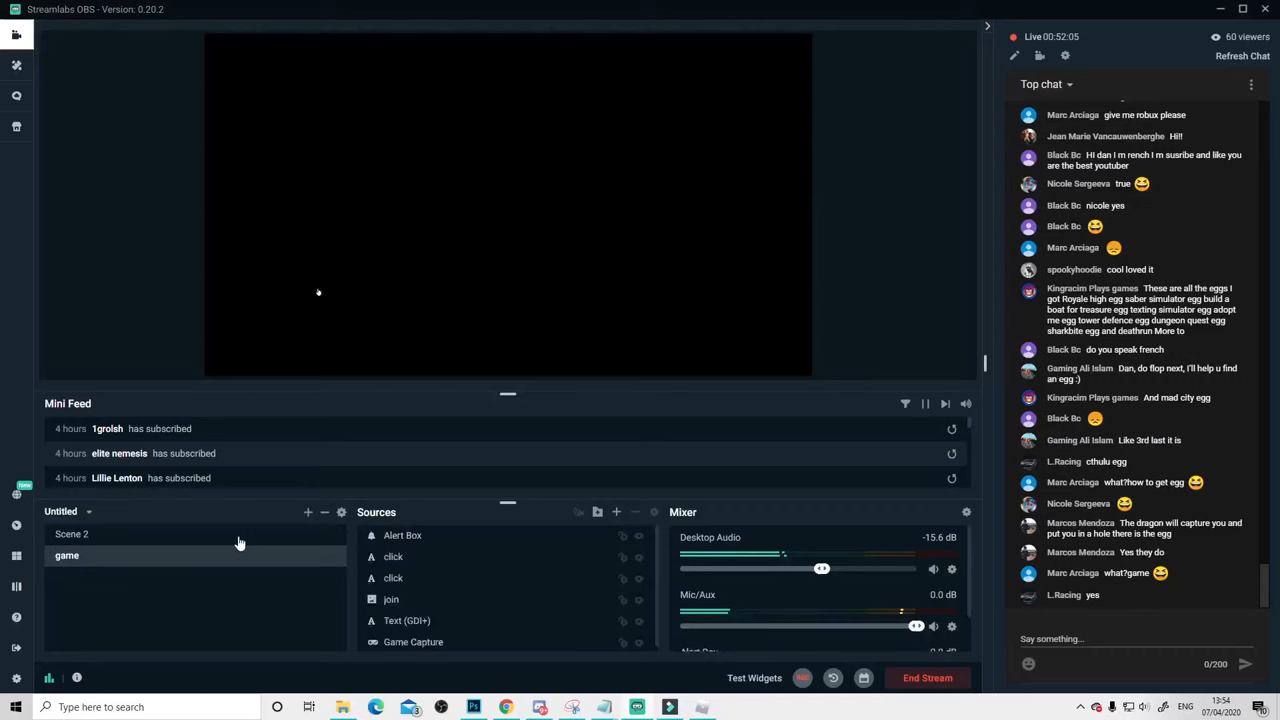 Streamlabs OBS - Version: 0.20.2
Live 00:52:05
60 viewers
Refresh Chat
Top chat
Marc Arciaga give me robux please
Jean Marie Vancauwenberghe Hi!!
Black Bc HI dan I m rench I m susribe and like you
are the best youtuber
Nicole Sergeeva true
Black Bc nicole yes
Black Bc
Marc Arciaga
spookyhoodie cool loved it
Kingracim Plays games These are all the eggs I
got Royale high egg saber simulator egg build a
boat for treasure egg texting simulator egg adopt
me egg tower defence egg dungeon quest egg
sharkbite egg and deathrun More to
Black Bc do you speak french
Gaming Ali Islam Dan, do flop next, I'll help u find
an egg :)
Kingracim Plays games And mad city egg
Black Bc
Gaming Ali Islam Like 3rd last it is
L.Racing cthulu egg
Marc Arciaga what?how to get egg
Nicole Sergeeva
Marcos Mendoza The dragon will capture you and
put you in a hole there is the egg
Marcos Mendoza Yes they do
Marc Arciaga what?game
L.Racing yes
Say something...
0/200
Mini Feed
4 hours 1grolsh has subscribed
4 hours elite nemesis has subscribed
4 hours Lillie Lenton has subscribed
New
Untitled
Scene 2
game
Sources
Alert Box
click
click
join
Text (GDI+)
Game Capture
Mixer
Desktop Audio -15.6 dB
Mic/Aux 0.0 dB
Test Widgets
REC
End Stream
Type here to search
3
Ps
ENG
13:54
07/04/2020
10